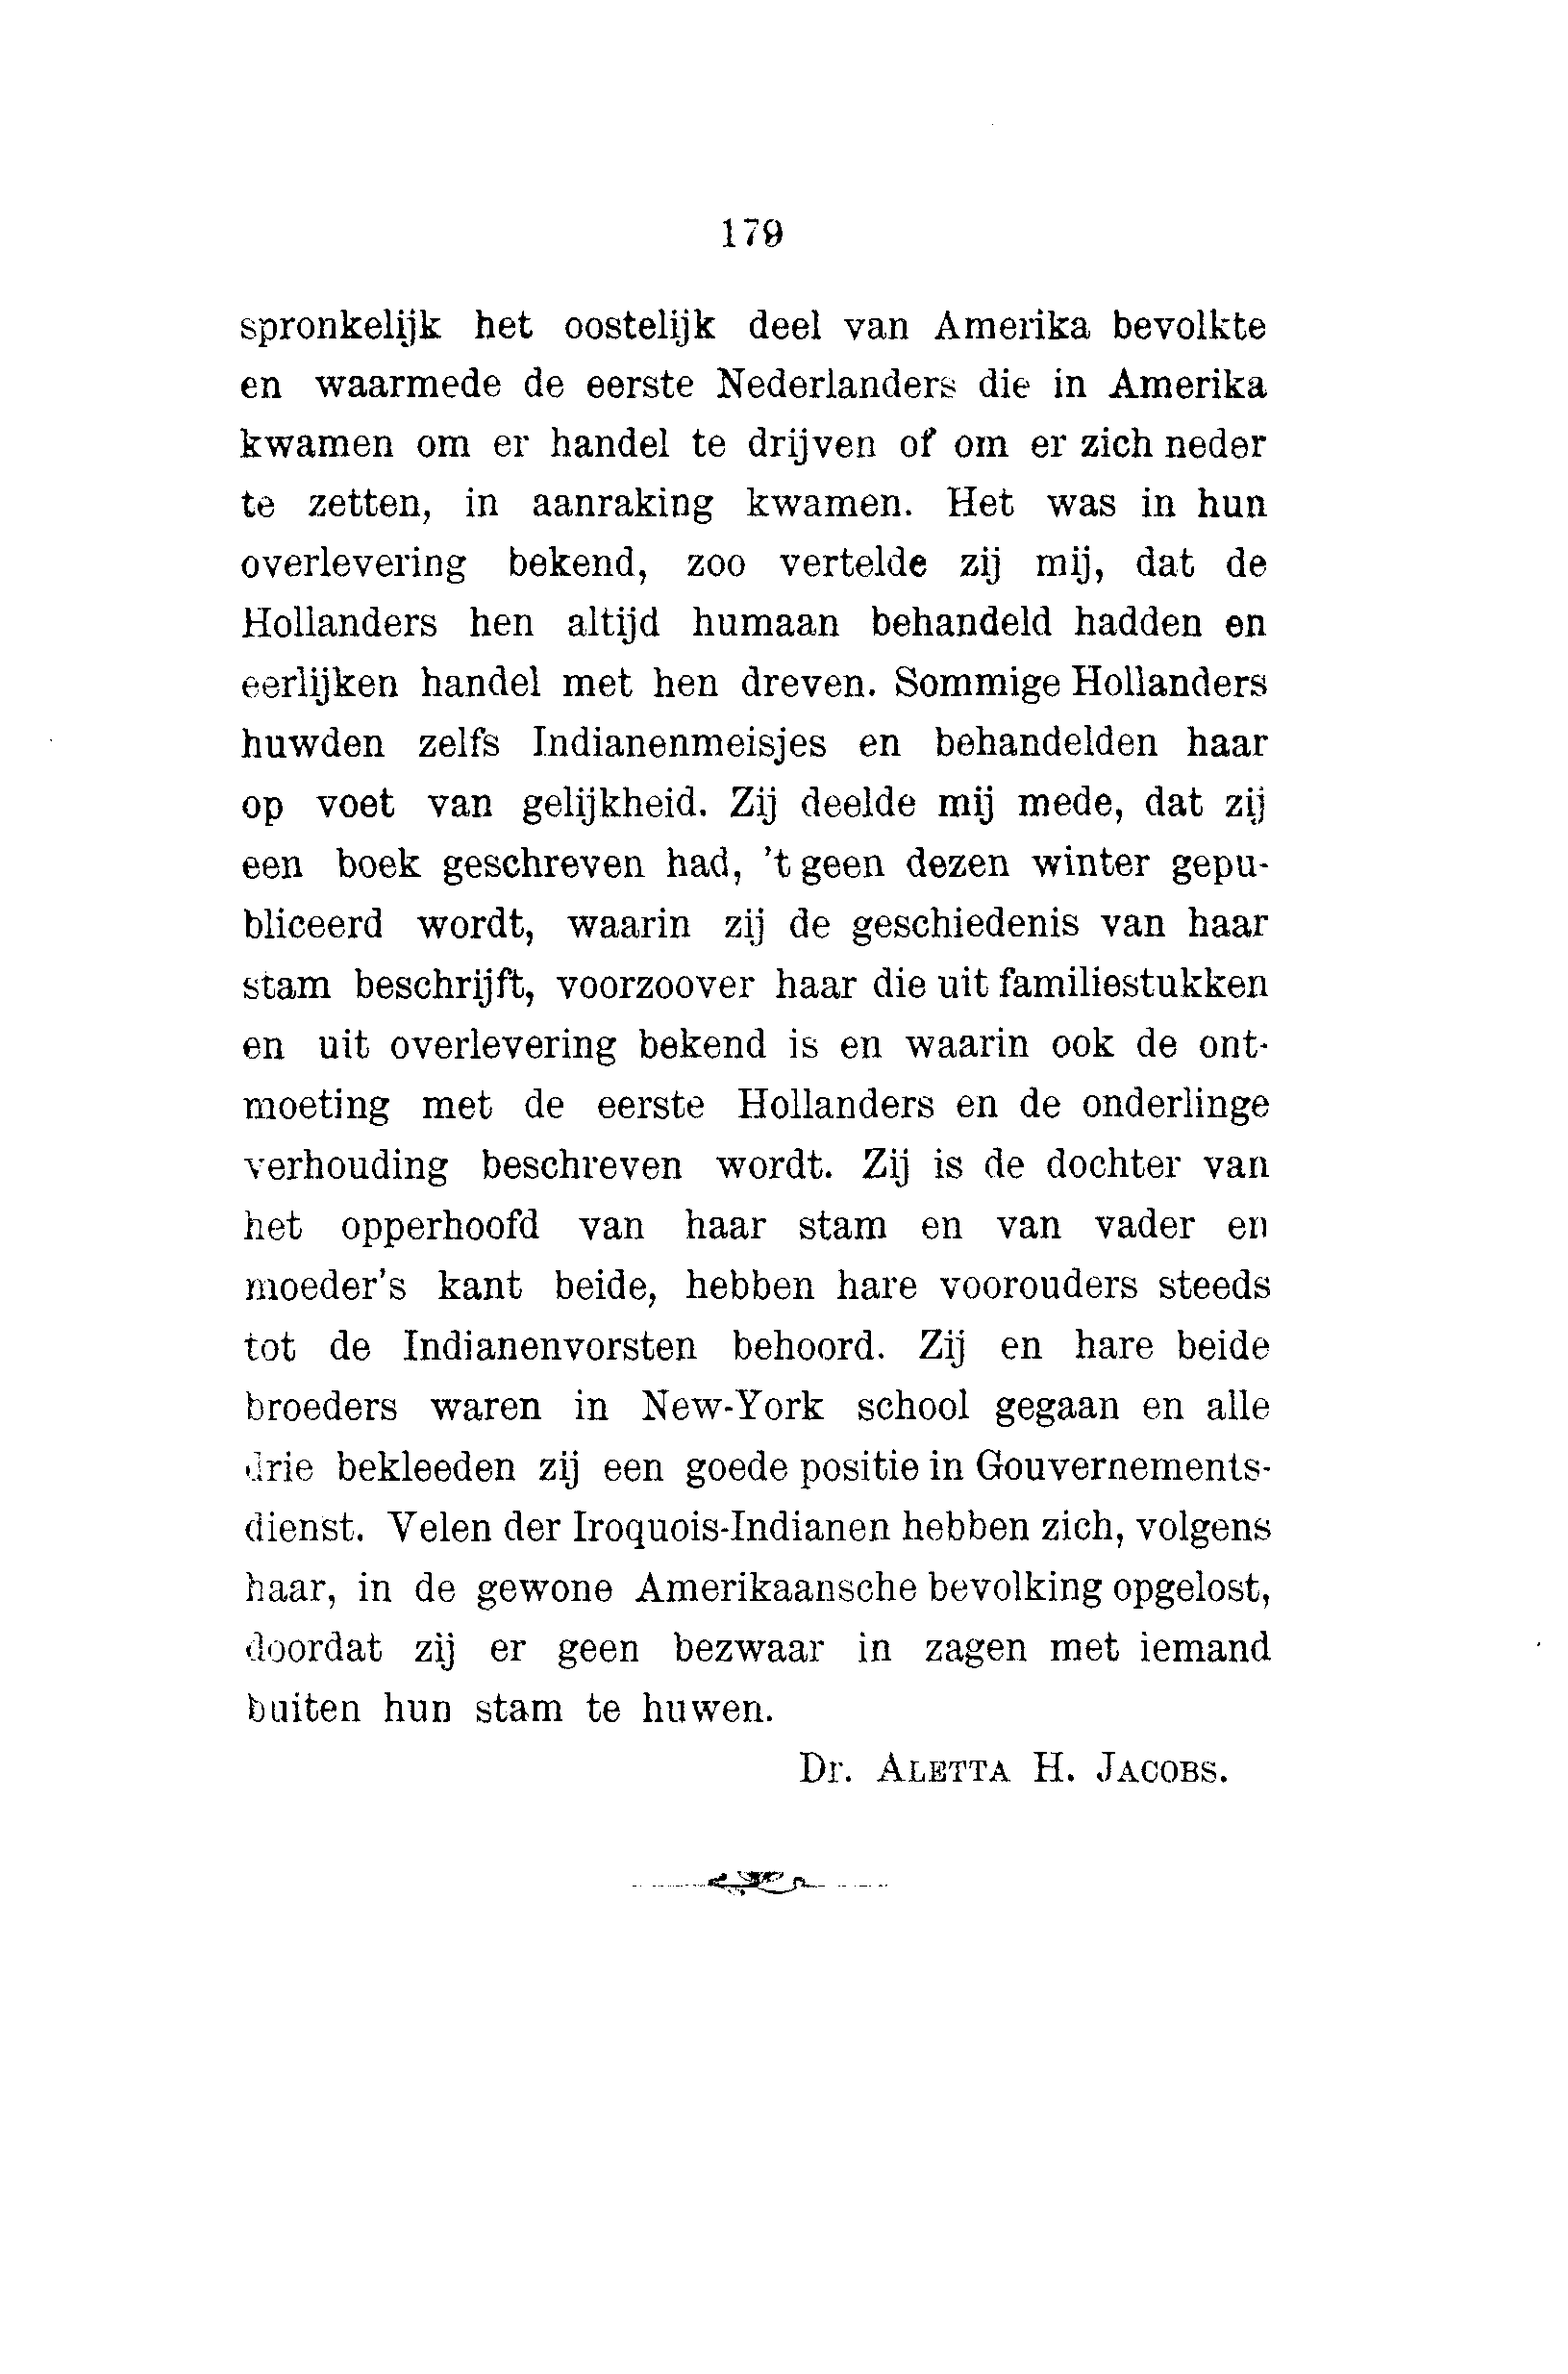 179
spronkelijk het oostelijk deel van Amerika bevolkte
en waarmede de eerste Nederlanders die in Amerika
kwamen om er handel te drijven of om er zich neder
te zetten, in aanraking kwamen. Het was in hun
overlevering bekend, zoo vertelde zij mij, dat de
Hollanders hen altijd humaan behandeld hadden en
eerlijken handel met hen dreven. Sommige Hollanders
huwden zelfs Indianenmeisjes en behandelden haar
op voet van gelijkheid. Zij deelde mij mede, dat zij
een boek geschreven had, 't geen dezen winter gepu-
bliceerd wordt, waarin zij de geschiedenis van haar
stam beschrijft, voorzoover haar die uit familiestukken
en uit overlevering bekend is en waarin ook de ont-
moeting met de eerste Hollanders en de onderlinge
verhouding beschreven wordt. Zij is de dochter van
het opperhoofd van haar stam en van vader en
moeder's kant beide, hebben hare voorouders steeds
tot de Indianenvorsten behoord. Zij en hare beide
broeders waren in New-York school gegaan en alle
drie bekleeden zij een goede positie in Gouvernements-
dienst. Velen der Iroquois-Indianen hebben zich, volgens
haar, in de gewone Amerikaansche bevolking opgelost,
doordat zij er geen bezwaar in zagen met iemand
buiten hun stam te huwen.
Dr. ALETTA H. JACOBS.